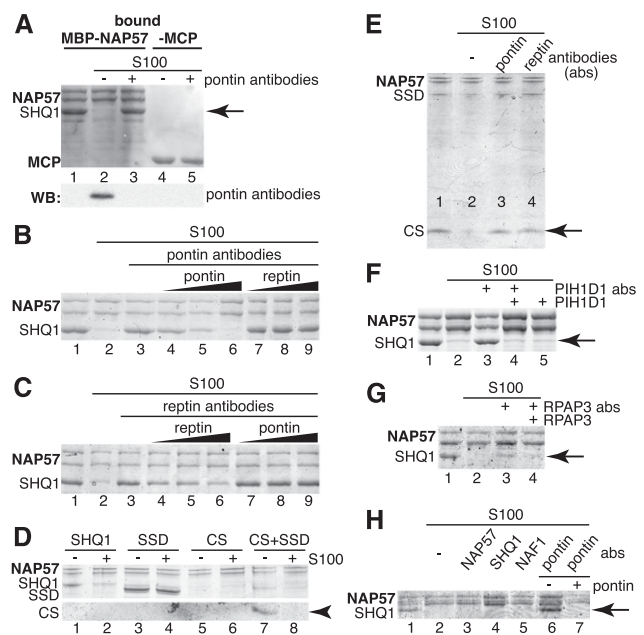 A
bound
MBP-NAP57 -MCP
S100
- + - + pontin antibodies
NAP57
SHQ1
MCP
1 2 3 4 5
WB: pontin antibodies
B
S100
pontin antibodies
pontin reptin
NAP57
SHQ1
1 2 3 4 5 6 7 8 9
C
S100
reptin antibodies
reptin pontin
NAP57
SHQ1
1 2 3 4 5 6 7 8 9
D
SHQ1 SSD CS CS+SSD
- + - + - + - + S100
NAP57
SHQ1
SSD
CS
1 2 3 4 5 6 7 8
E
S100
- pontin reptin antibodies
(abs)
NAP57
SSD
1 2 3 4
CS
F
S100
+ + PIH1D1 abs
+ + PIH1D1
NAP57
SHQ1
1 2 3 4 5
G
S100
+ + RPAP3 abs
+ RPAP3
NAP57
SHQ1
1 2 3 4
H
S100
- NAP57 SHQ1 NAF1 pontin pontin abs
- + pontin
NAP57
SHQ1
1 2 3 4 5 6 7